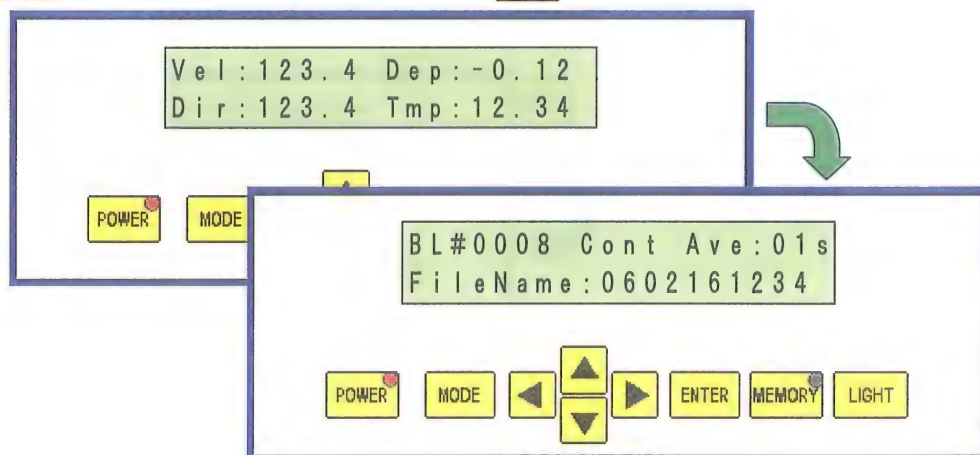 Vel:123.4 Dep:-0.12
Dir:123.4 Tmp:12.34
POWER MODE
BL#0008 Cont Ave:01s
FileName:0602161234
POWER MODE ENTER MEMORY LIGHT